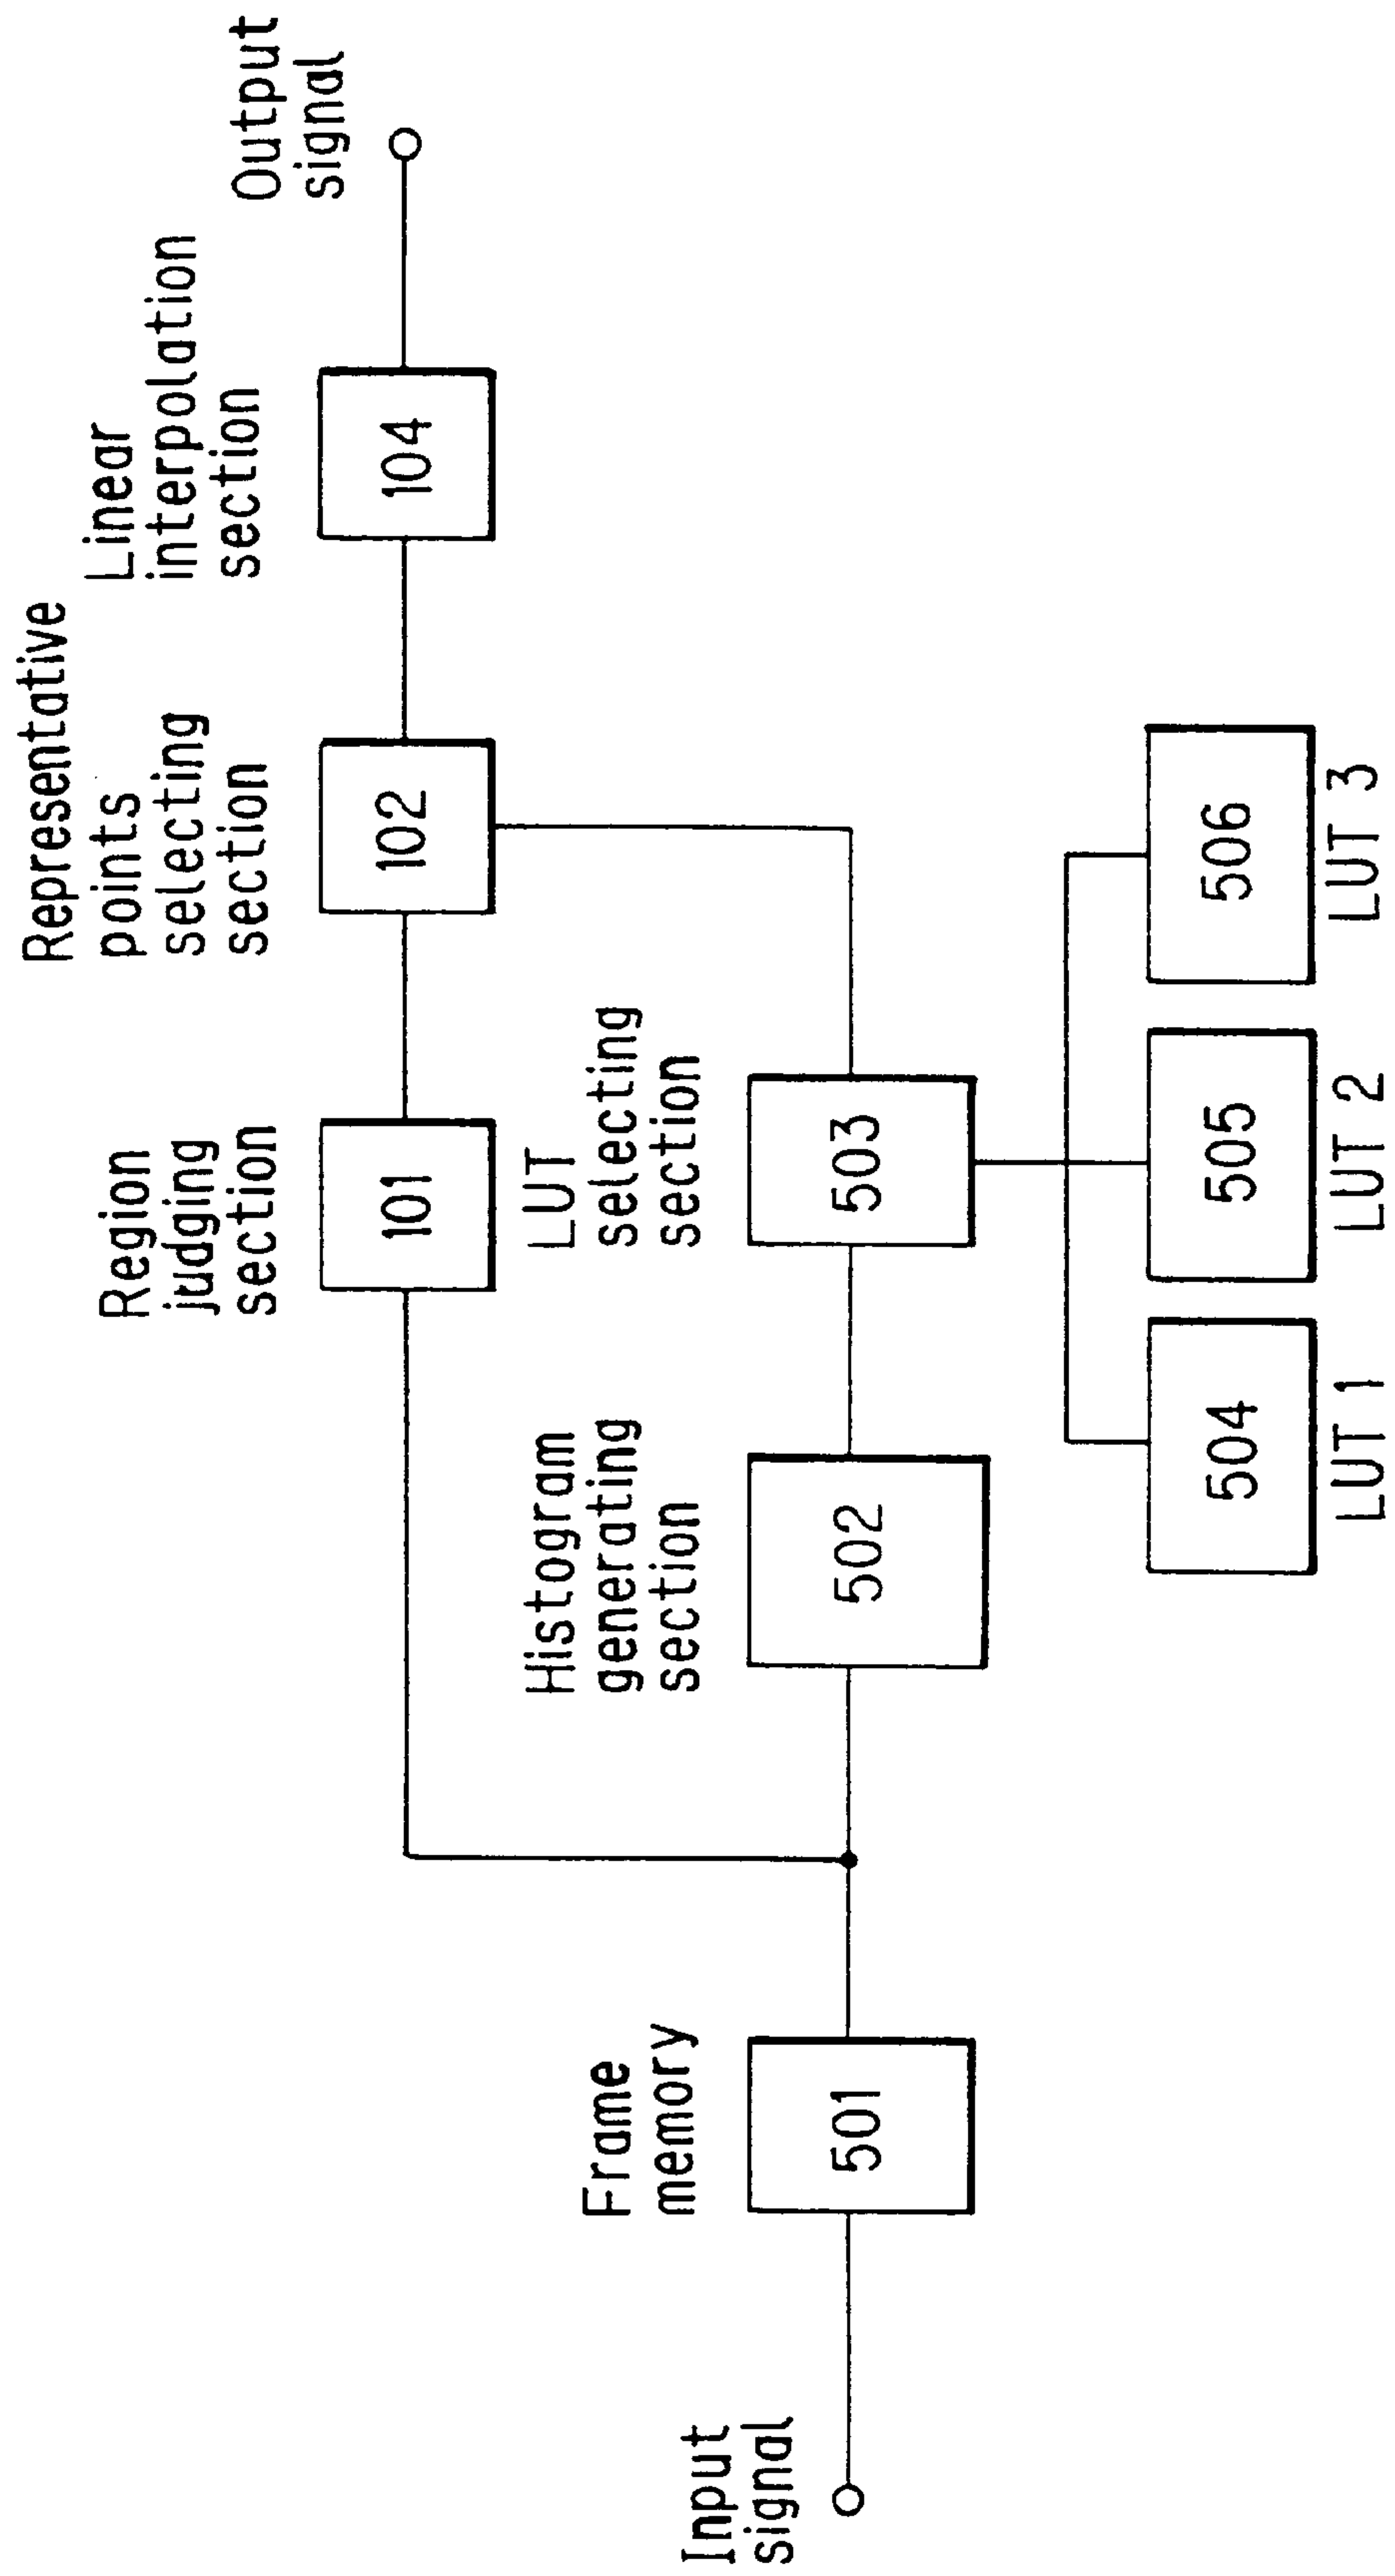 Input
signal
Frame
memory
501
Histogram
generating
section
502
LUT
selecting
section
503
LUT 1
504
LUT 2
505
LUT 3
506
Region
judging
section
101
Representative
points
selecting
section
102
Linear
interpolation
section
104
Output
signal